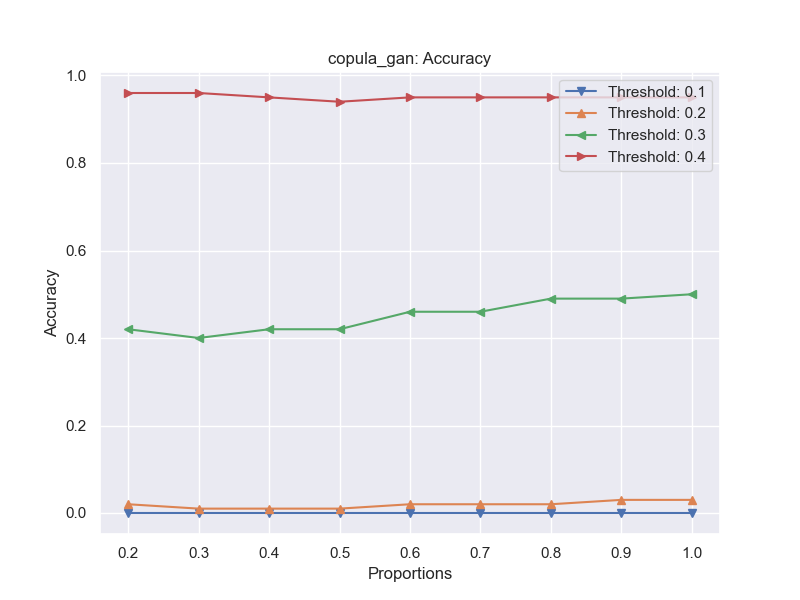 copula_gan: Accuracy
1.0
0.8
0.6
0.4
0.2
0.0
Accuracy
Threshold: 0.1
Threshold: 0.2
Threshold: 0.3
Threshold: 0.4
0.2 0.3 0.4 0.5 0.6 0.7 0.8 0.9 1.0
Proportions